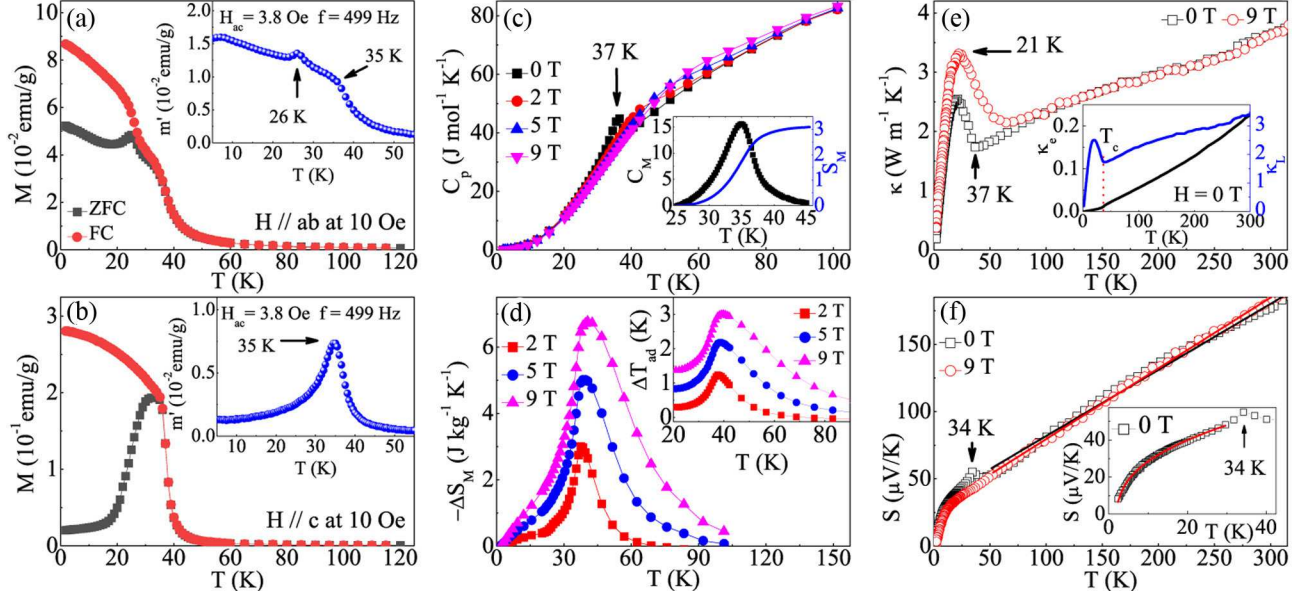 (a)
H_ac = 3.8 Oe f = 499 Hz
m' (10⁻² emu/g)
2.0
1.5
1.0
0.5
0.0
35 K
26 K
10 20 30 40 50
T (K)
M (10⁻² emu/g)
10
8
6
4
2
0
ZFC
FC
H // ab at 10 Oe
0 20 40 60 80 100 120
T (K)
(b)
H_ac = 3.8 Oe f = 499 Hz
m' (10⁻² emu/g)
1.0
0.5
0.0
35 K
10 20 30 40 50
T (K)
M (10⁻¹ emu/g)
3
2
1
0
H // c at 10 Oe
0 20 40 60 80 100 120
T (K)
(c)
C_p (J mol⁻¹ K⁻¹)
80
60
40
20
0
37 K
0 T
2 T
5 T
9 T
C_M
15
10
5
0
S_M
3
2
1
0
25 30 35 40 45
T (K)
0 20 40 60 80 100
T (K)
(d)
−ΔS_M (J kg⁻¹ K⁻¹)
6
4
2
0
2 T
5 T
9 T
ΔT_ad (K)
3
2
1
0
2 T
5 T
9 T
20 40 60 80
T (K)
0 30 60 90 120 150
T (K)
(e)
0 T 9 T
κ (W m⁻¹ K⁻¹)
4
3
2
1
0
21 K
37 K
κ_e
0.2
0.1
0.0
T_c
H = 0 T
κ_L
3
2
1
0
0 100 200 300
T (K)
0 50 100 150 200 250 300
T (K)
(f)
0 T
9 T
S (μV/K)
150
100
50
0
34 K
0 T
S (μV/K)
40
20
0
34 K
0 20 40
T (K)
0 50 100 150 200 250 300
T (K)